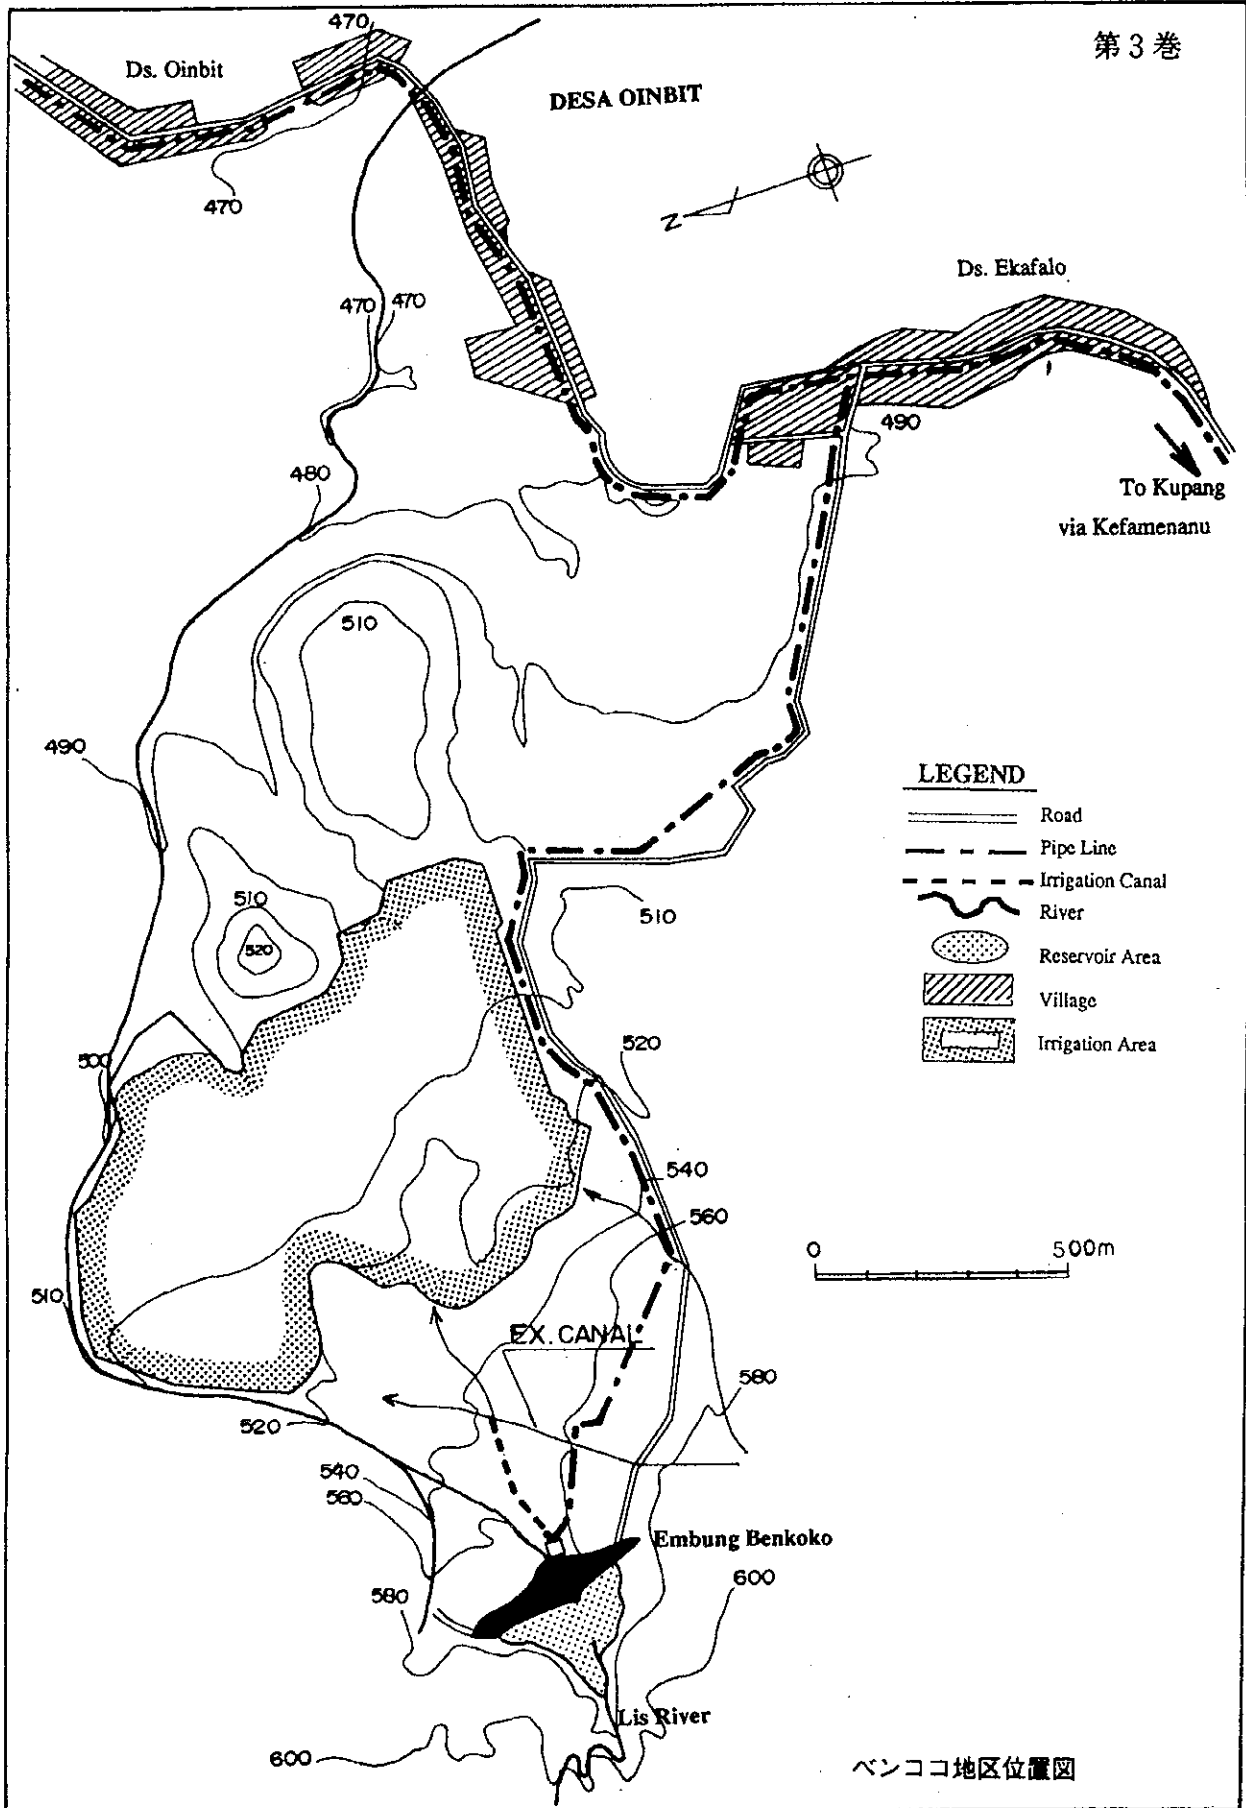 第3巻
470
Ds. Oinbit
DESA OINBIT
470
N
Ds. Ekafalo
470 470
490
480
To Kupang
via Kefamenanu
510
490
LEGEND
Road
Pipe Line
Irrigation Canal
River
Reservoir Area
Village
Irrigation Area
510
510
520
500
520
540
560
0 500m
510
EX. CANAL
580
520
540
560
Embung Benkoko
600
580
Lis River
600
ベンココ地区位置図